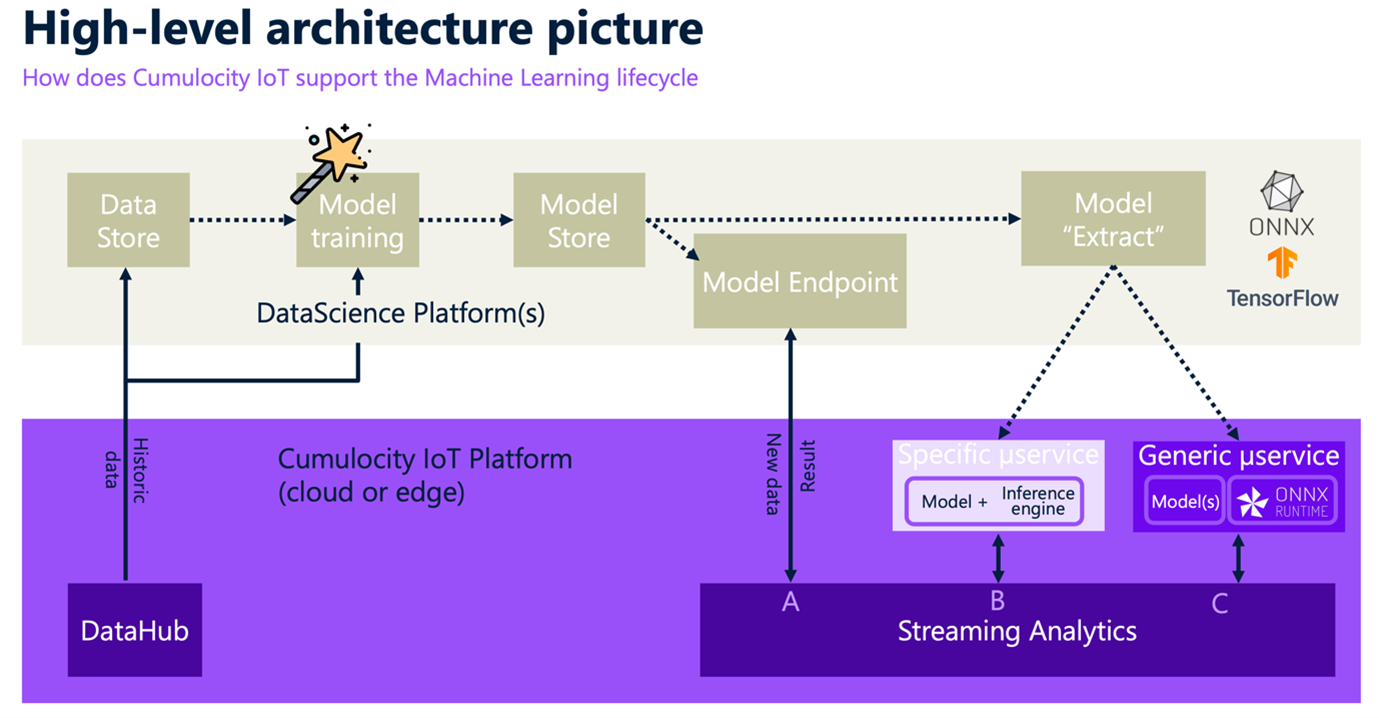 High-level architecture picture
How does Cumulocity IoT support the Machine Learning lifecycle
Data
Store
Model
training
Model
Store
Model Endpoint
Model
“Extract”
ONNX
TensorFlow
DataScience Platform(s)
Historic
data
Cumulocity IoT Platform
(cloud or edge)
New data
Result
Specific µservice
Model +
Inference
engine
Generic µservice
Model(s)
ONNX
RUNTIME
DataHub
A
B
C
Streaming Analytics